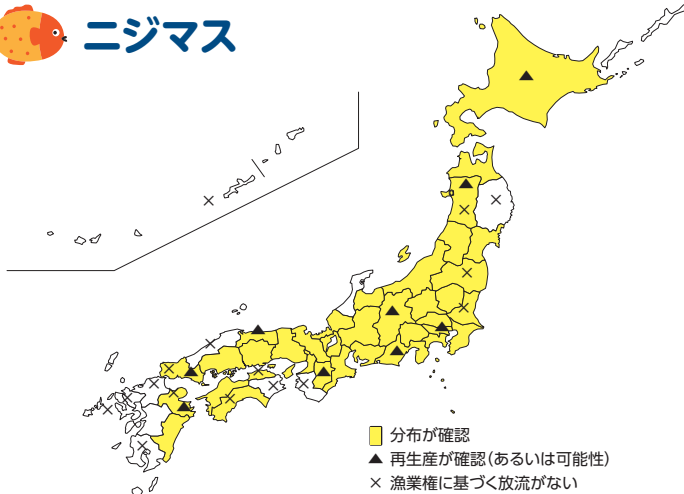 ニジマス
分布が確認
▲ 再生産が確認(あるいは可能性)
× 漁業権に基づく放流がない